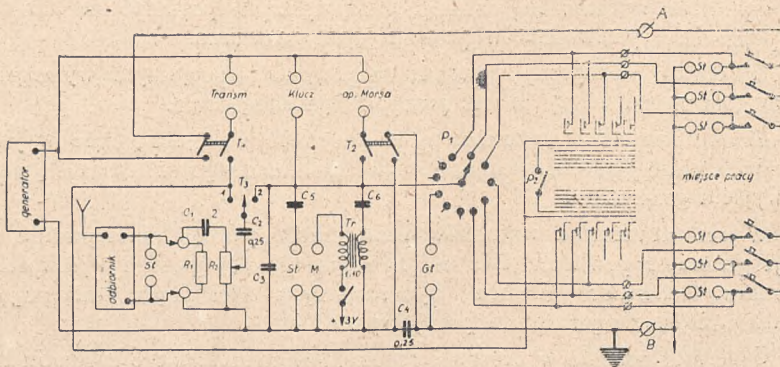 A
Transm
Klucz
ap. Morsa
T₁
T₂
P₁
St
St
St
generator
1
T₃
2
C₅
C₆
P₂
miejsce pracy
C₁
2
C₂
0,25
Tr
1:10
odbiornik
St
R₁
R₂
C₃
St
M
Gł
St
St
St
+ 3V
C₄
0,25
B